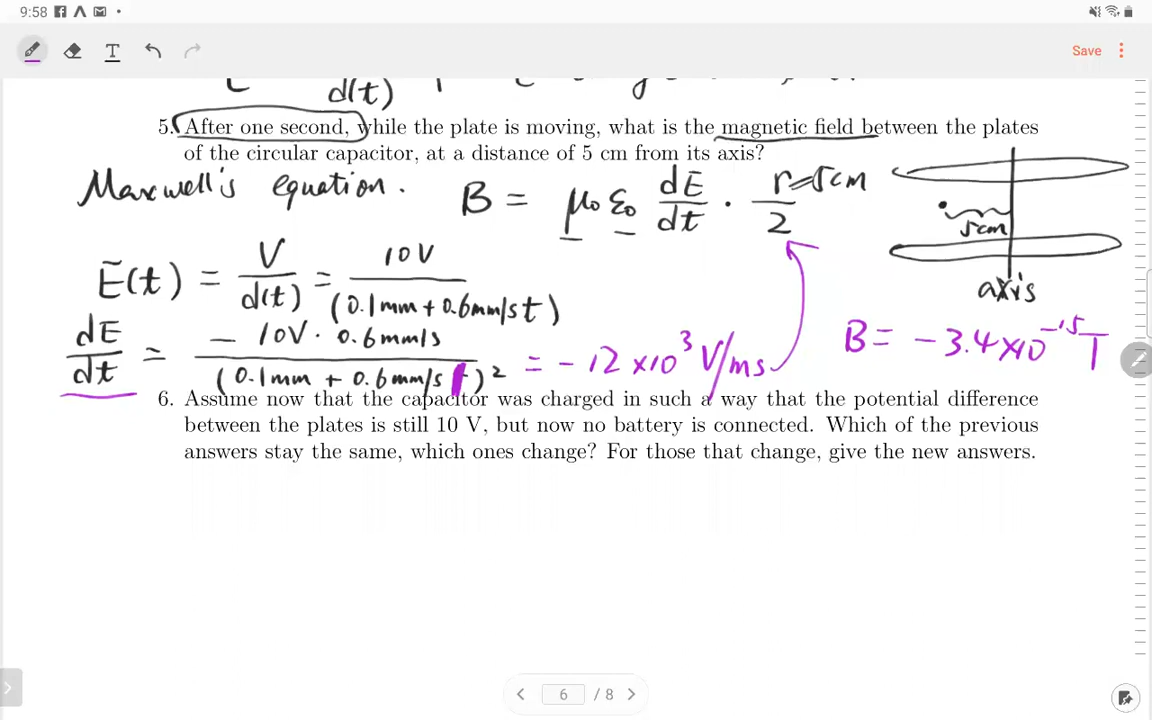 9:58
T
Save
d(t)
5. After one second, while the plate is moving, what is the magnetic field between the plates
of the circular capacitor, at a distance of 5 cm from its axis?
Maxwell's equation. B = μ₀ ε₀ dE/dt · r=5cm/2
5cm
axis
E(t) = V/d(t) = 10V/(0.1mm + 0.6mm/s t)
dE/dt = - 10V · 0.6mm/s/(0.1mm + 0.6mm/s t)² = - 12 × 10³ V/ms
B = - 3.4×10⁻¹⁵ T
6. Assume now that the capacitor was charged in such a way that the potential difference
between the plates is still 10 V, but now no battery is connected. Which of the previous
answers stay the same, which ones change? For those that change, give the new answers.
6 / 8